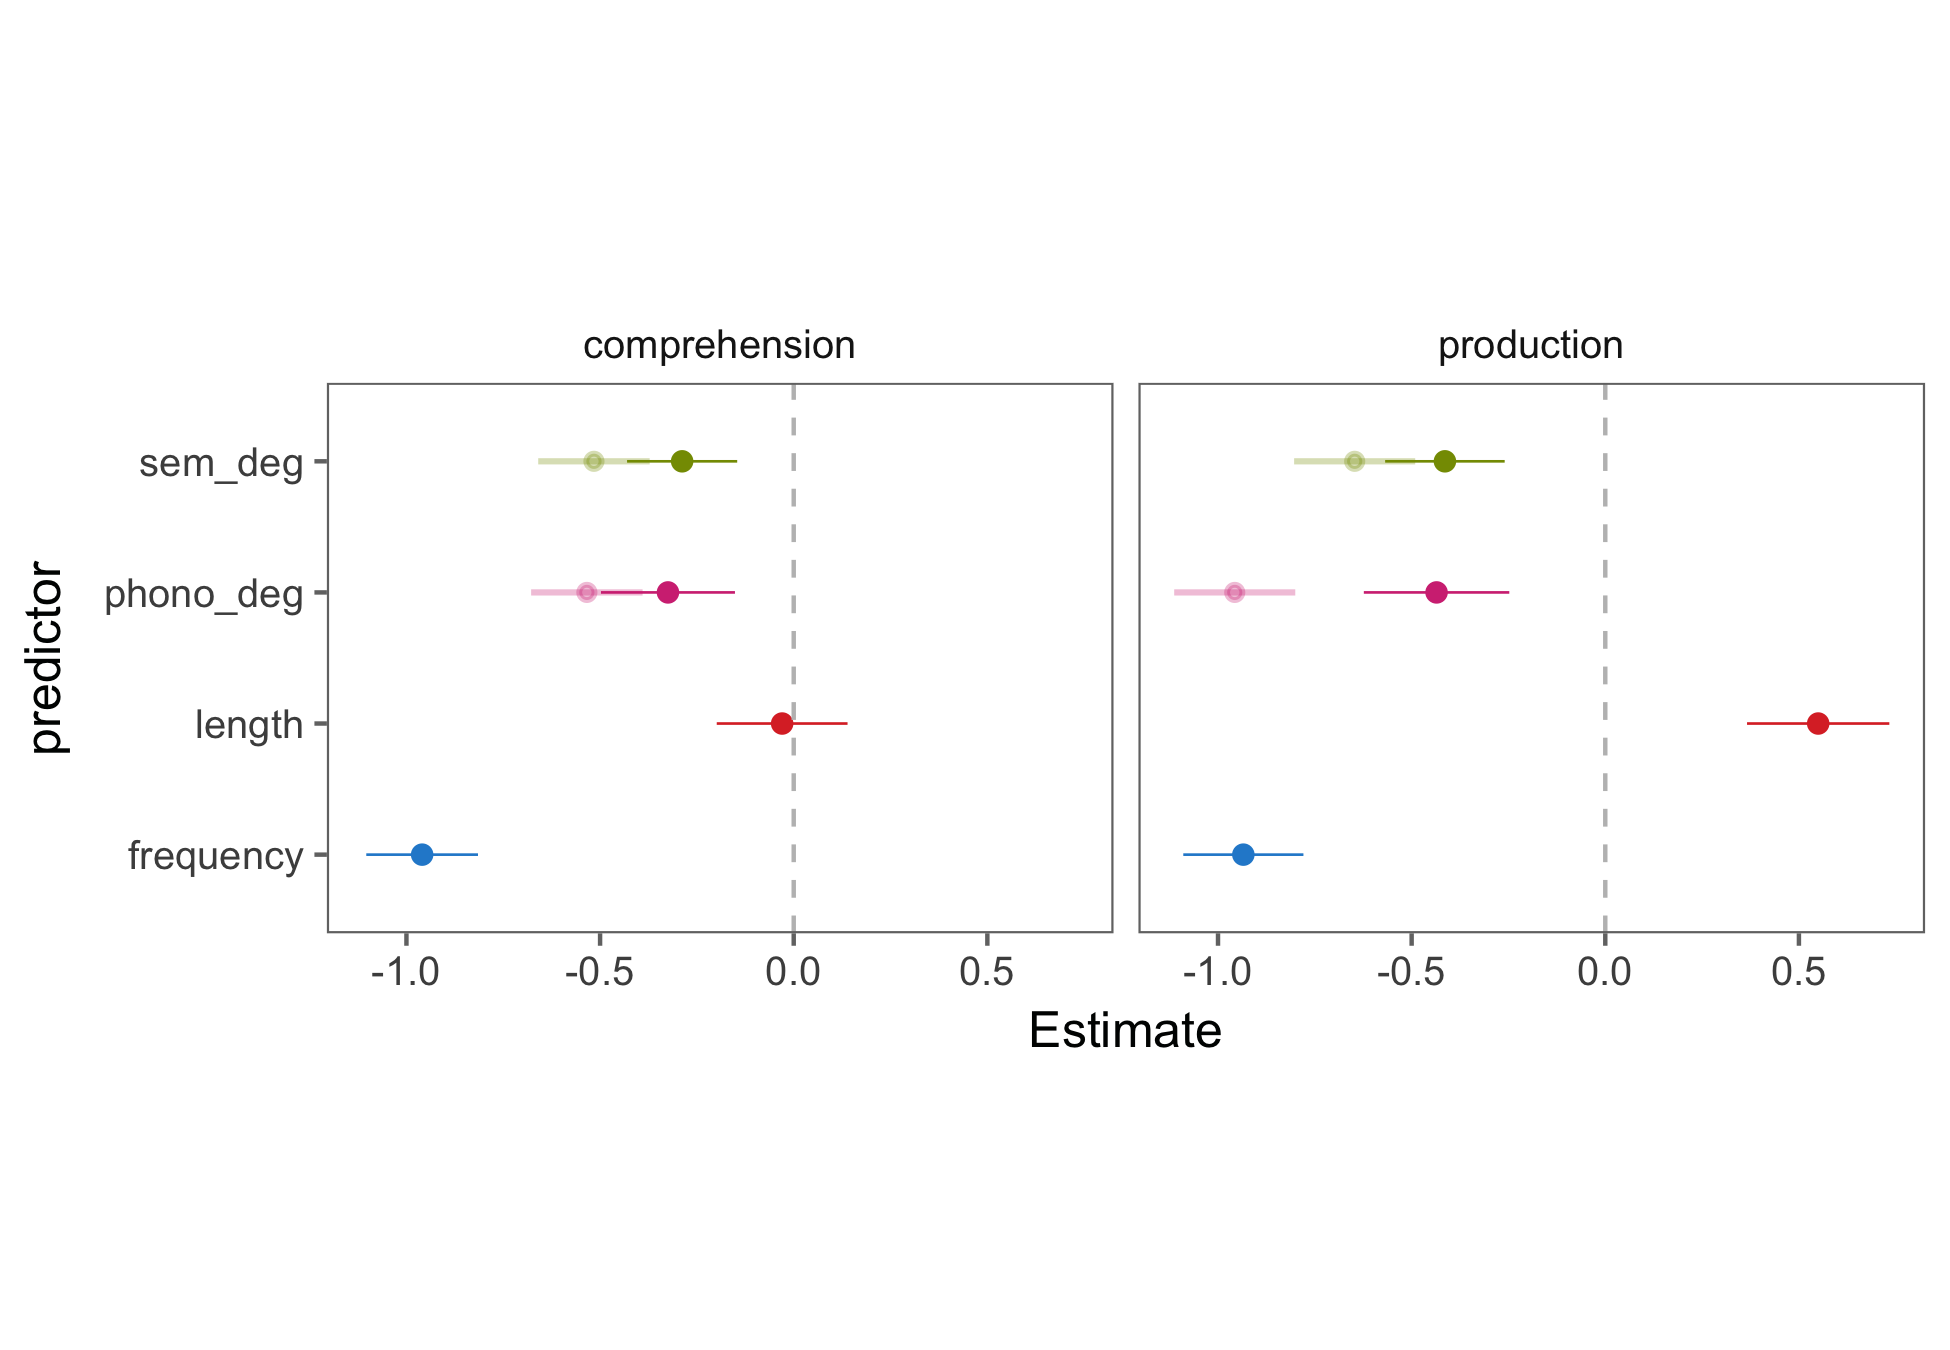 comprehension
production
sem_deg
phono_deg
length
frequency
predictor
-1.0 -0.5 0.0 0.5
-1.0 -0.5 0.0 0.5
Estimate